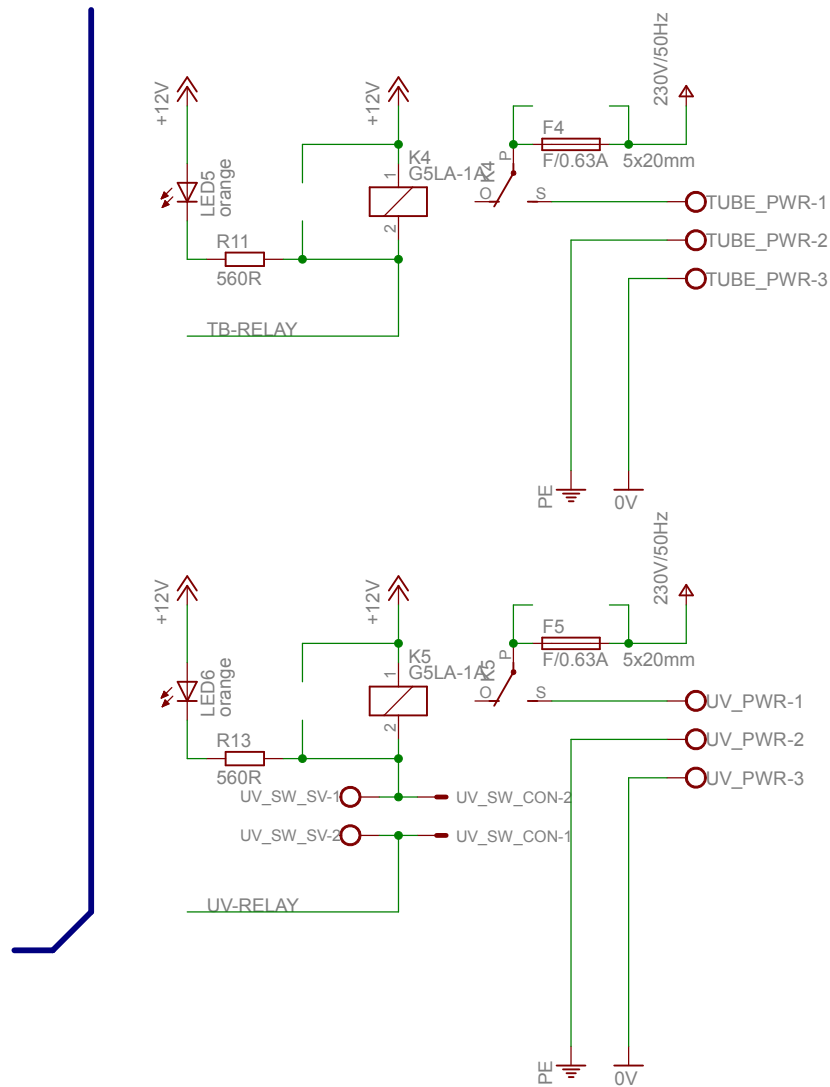 +12V
+12V
230V/50Hz
F4
F/0.63A 5x20mm
P
K4
O
S
K4
G5LA-1A
1
2
LED5
orange
R11
560R
TB-RELAY
TUBE_PWR-1
TUBE_PWR-2
TUBE_PWR-3
PE
0V
+12V
+12V
230V/50Hz
F5
F/0.63A 5x20mm
P
K5
O
S
K5
G5LA-1A
1
2
LED6
orange
R13
560R
UV_SW_SV-1
UV_SW_CON-2
UV_SW_SV-2
UV_SW_CON-1
UV-RELAY
UV_PWR-1
UV_PWR-2
UV_PWR-3
PE
0V